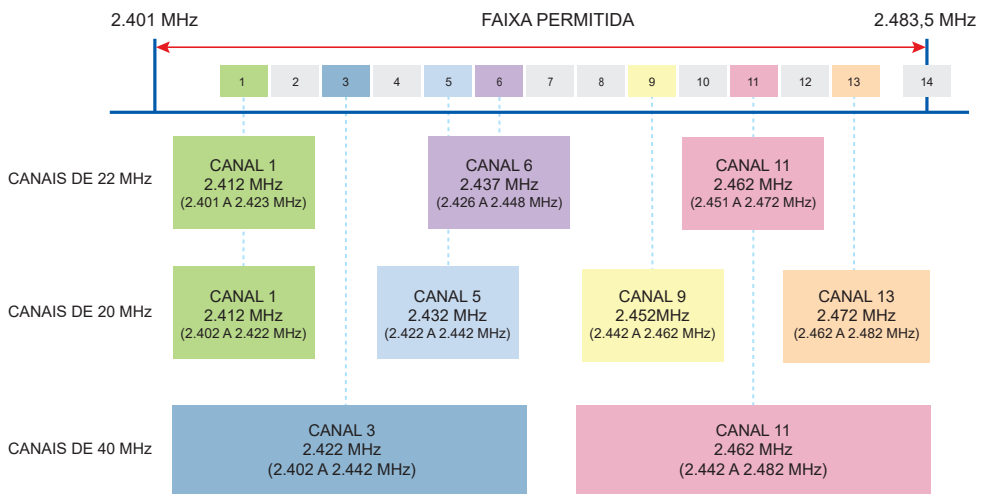 2.401 MHz FAIXA PERMITIDA 2.483,5 MHz
1 2 3 4 5 6 7 8 9 10 11 12 13 14
CANAIS DE 22 MHz
CANAL 1
2.412 MHz
(2.401 A 2.423 MHz)
CANAL 6
2.437 MHz
(2.426 A 2.448 MHz)
CANAL 11
2.462 MHz
(2.451 A 2.472 MHz)
CANAIS DE 20 MHz
CANAL 1
2.412 MHz
(2.402 A 2.422 MHz)
CANAL 5
2.432 MHz
(2.422 A 2.442 MHz)
CANAL 9
2.452MHz
(2.442 A 2.462 MHz)
CANAL 13
2.472 MHz
(2.462 A 2.482 MHz)
CANAIS DE 40 MHz
CANAL 3
2.422 MHz
(2.402 A 2.442 MHz)
CANAL 11
2.462 MHz
(2.442 A 2.482 MHz)